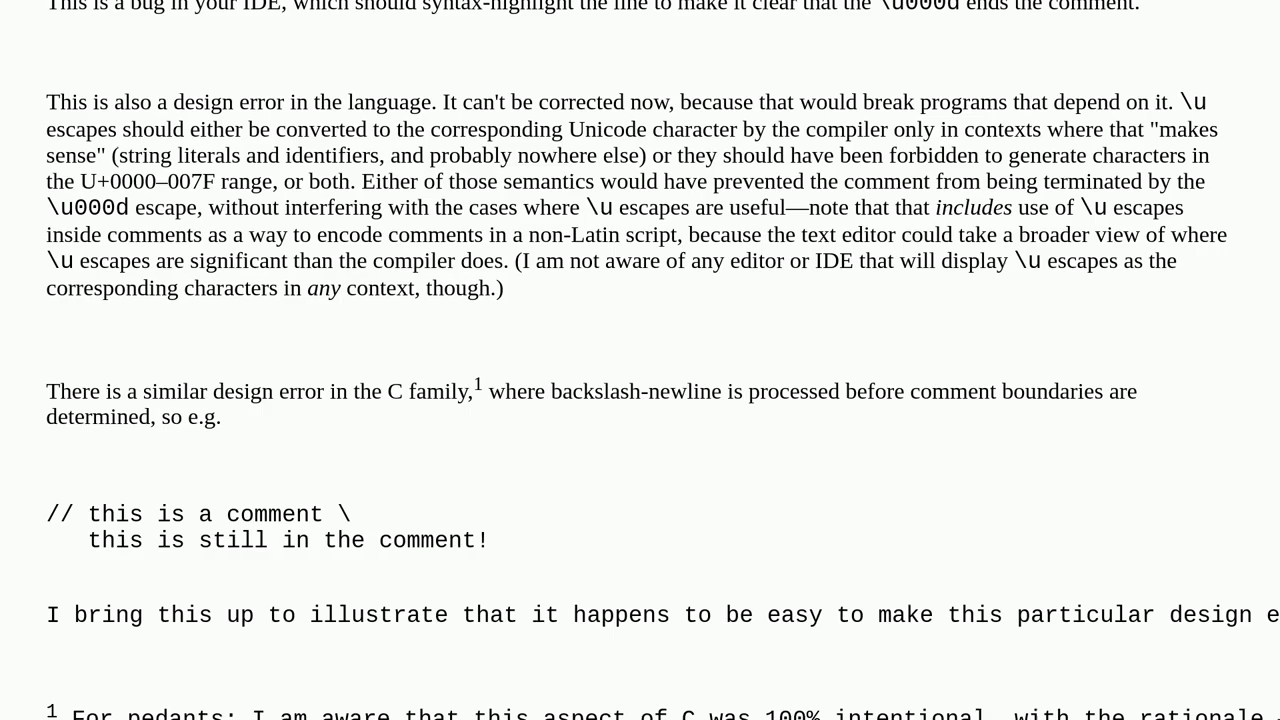 This is a bug in your IDE, which should syntax-highlight the line to make it clear that the \u000d ends the comment.
This is also a design error in the language. It can't be corrected now, because that would break programs that depend on it. \u
escapes should either be converted to the corresponding Unicode character by the compiler only in contexts where that "makes
sense" (string literals and identifiers, and probably nowhere else) or they should have been forbidden to generate characters in
the U+0000–007F range, or both. Either of those semantics would have prevented the comment from being terminated by the
\u000d escape, without interfering with the cases where \u escapes are useful—note that that includes use of \u escapes
inside comments as a way to encode comments in a non-Latin script, because the text editor could take a broader view of where
\u escapes are significant than the compiler does. (I am not aware of any editor or IDE that will display \u escapes as the
corresponding characters in any context, though.)
There is a similar design error in the C family,1 where backslash-newline is processed before comment boundaries are
determined, so e.g.
// this is a comment \
   this is still in the comment!
I bring this up to illustrate that it happens to be easy to make this particular design
1 For pedants: I am aware that this aspect of C was 100% intentional, with the rationale